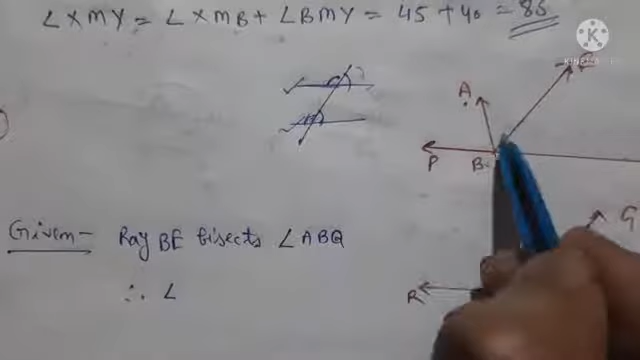 ∠XMY = ∠XMB + ∠BMY = 45 + 40 = 85
A
E
P
B
Given- Ray BE bisects ∠ABQ
G
∴ ∠
R